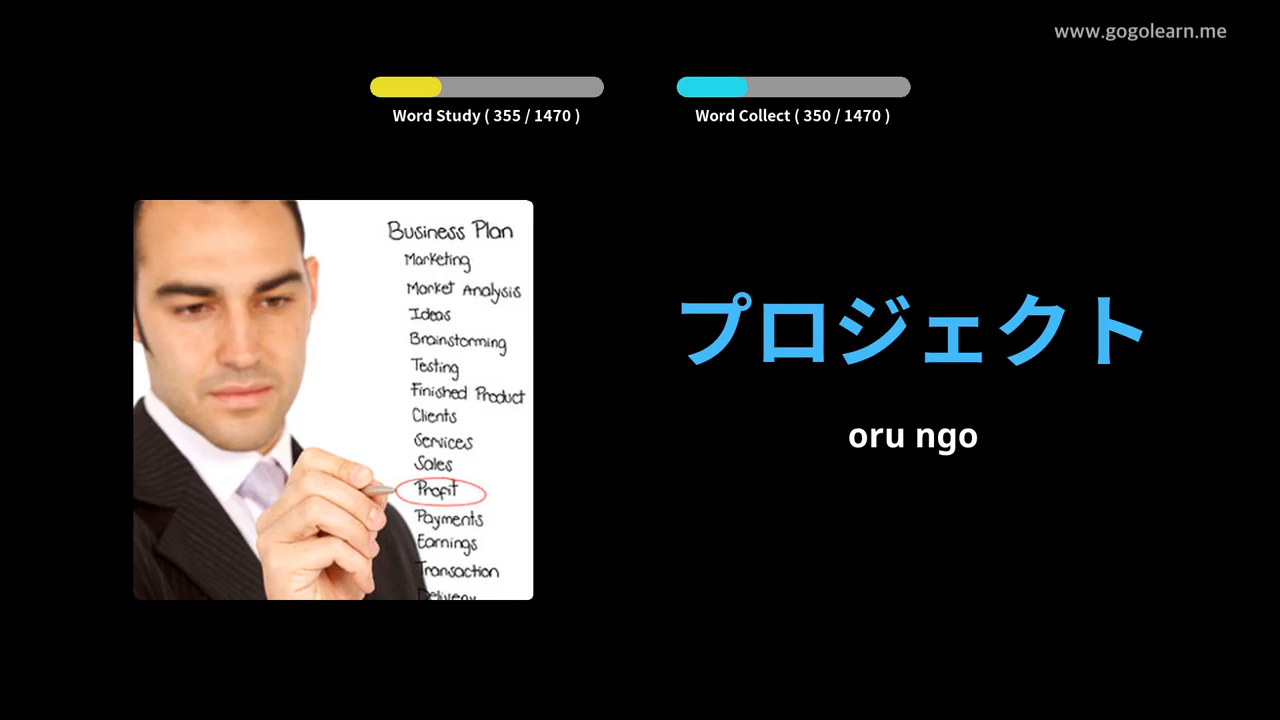 www.gogolearn.me
Word Study ( 355 / 1470 )
Word Collect ( 350 / 1470 )
Business Plan
Marketing
Market Analysis
Ideas
Brainstorming
Testing
Finished Product
Clients
Services
Sales
Profit
Payments
Earnings
Transaction
Delivery
プロジェクト
oru ngo